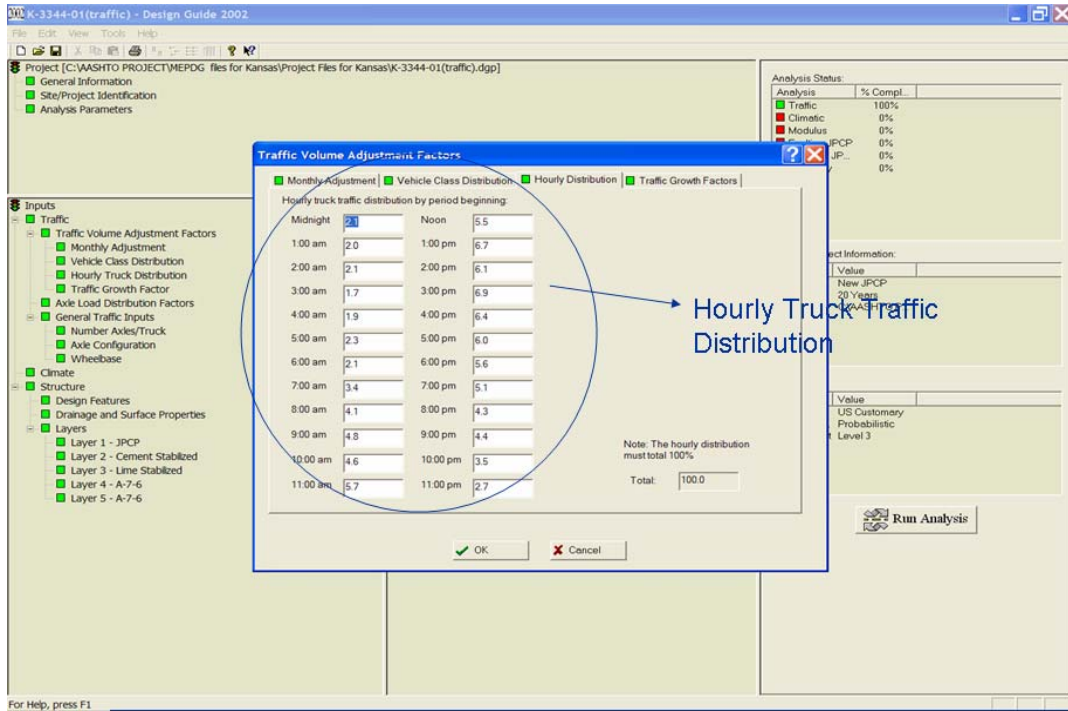 K-3344-01(traffic) - Design Guide 2002
File Edit View Tools Help
Project [C:\AASHTO PROJECT\MEPDG files for Kansas\Project Files for Kansas\K-3344-01(traffic).dgp]
General Information
Site/Project Identification
Analysis Parameters
Analysis Status:
Analysis % Compl...
Traffic 100%
Climatic 0%
Modulus 0%
JPCP 0%
JP... 0%
0%
Inputs
Traffic
Traffic Volume Adjustment Factors
Monthly Adjustment
Vehicle Class Distribution
Hourly Truck Distribution
Traffic Growth Factor
Axle Load Distribution Factors
General Traffic Inputs
Number Axles/Truck
Axle Configuration
Wheelbase
Climate
Structure
Design Features
Drainage and Surface Properties
Layers
Layer 1 - JPCP
Layer 2 - Cement Stabilized
Layer 3 - Lime Stabilized
Layer 4 - A-7-6
Layer 5 - A-7-6
Traffic Volume Adjustment Factors
Monthly Adjustment Vehicle Class Distribution Hourly Distribution Traffic Growth Factors
Hourly truck traffic distribution by period beginning:
Midnight 2.1 Noon 5.5
1:00 am 2.0 1:00 pm 6.7
2:00 am 2.1 2:00 pm 6.1
3:00 am 1.7 3:00 pm 6.9
4:00 am 1.9 4:00 pm 6.4
5:00 am 2.3 5:00 pm 6.0
6:00 am 2.1 6:00 pm 5.6
7:00 am 3.4 7:00 pm 5.1
8:00 am 4.1 8:00 pm 4.3
9:00 am 4.8 9:00 pm 4.4
10:00 am 4.6 10:00 pm 3.5
11:00 am 5.7 11:00 pm 2.7
Note: The hourly distribution
must total 100%
Total: 100.0
OK Cancel
Hourly Truck Traffic
Distribution
ect Information:
Value
New JPCP
20 Years
Value
US Customary
Probabilistic
Level 3
Run Analysis
For Help, press F1